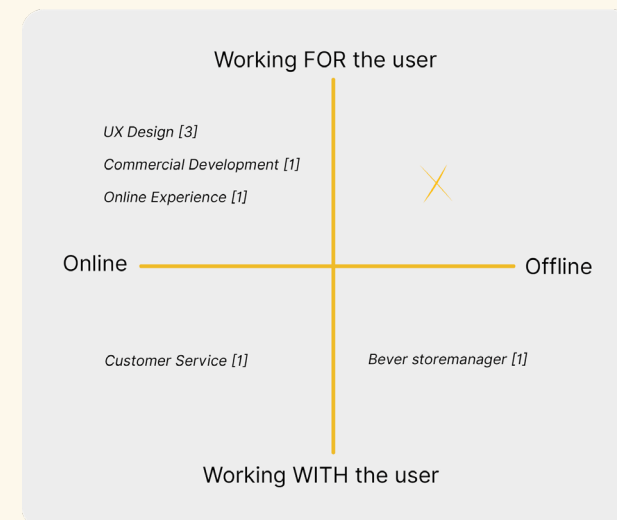 Working FOR the user
UX Design [3]
Commercial Development [1]
Online Experience [1]
Online
Offline
Customer Service [1]
Bever storemanager [1]
Working WITH the user